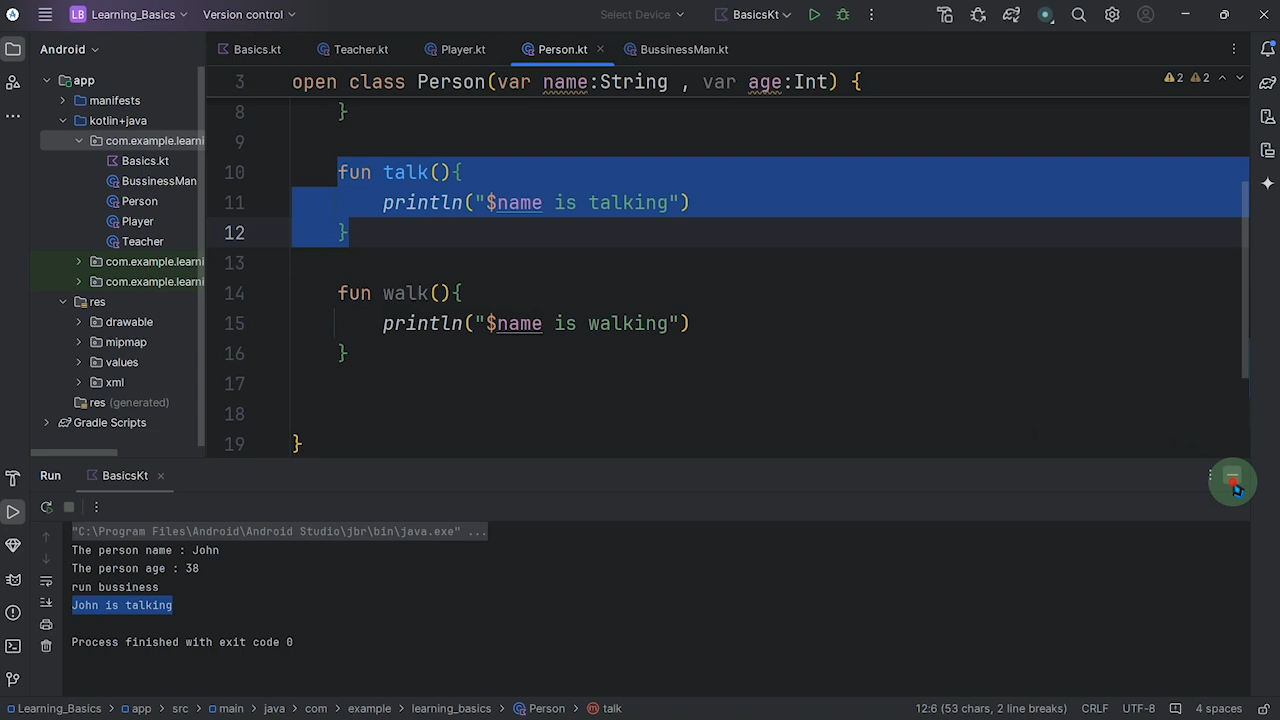 LB Learning_Basics Version control Select Device BasicsKt
Android
Basics.kt Teacher.kt Player.kt Person.kt BussinessMan.kt
app
manifests
kotlin+java
com.example.learni
Basics.kt
BussinessMan
Person
Player
Teacher
com.example.learni
com.example.learni
res
drawable
mipmap
values
xml
res (generated)
Gradle Scripts
3 open class Person(var name:String , var age:Int) { 2 2
8 }
9
10 fun talk(){
11 println("$name is talking")
12 }
13
14 fun walk(){
15 println("$name is walking")
16 }
17
18
19 }
Run BasicsKt
"C:\Program Files\Android\Android Studio\jbr\bin\java.exe" ...
The person name : John
The person age : 38
run bussiness
John is talking
Process finished with exit code 0
Learning_Basics app src main java com example learning_basics Person talk 12:6 (53 chars, 2 line breaks) CRLF UTF-8 4 spaces